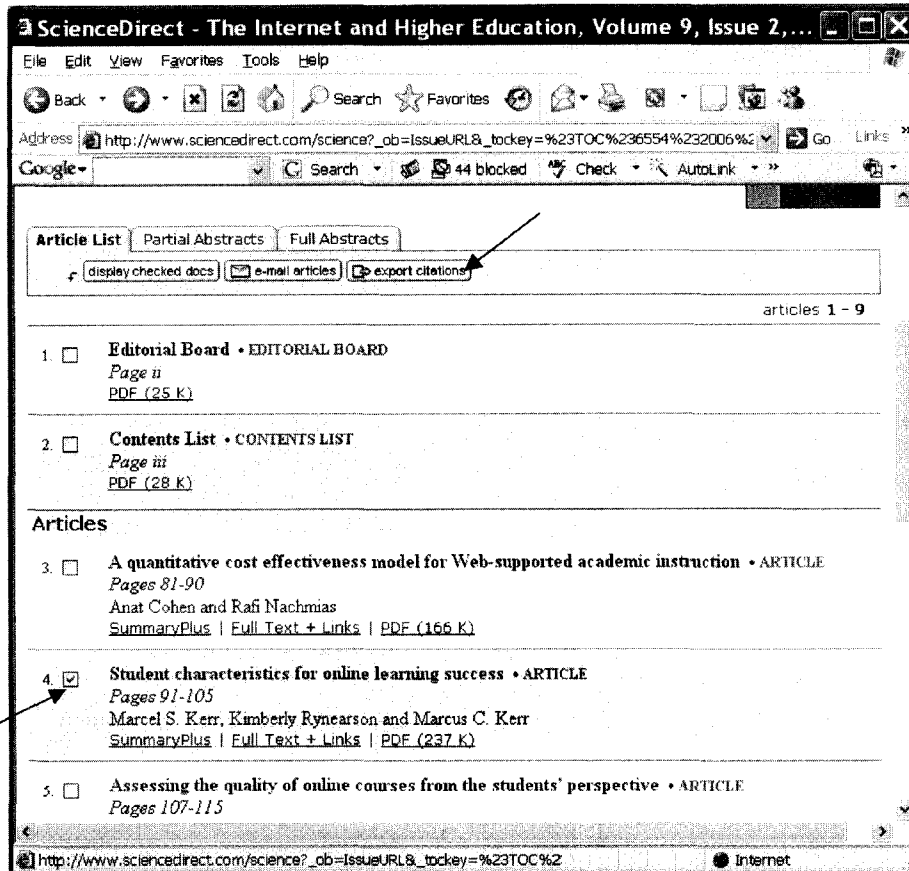 ScienceDirect - The Internet and Higher Education, Volume 9, Issue 2,...
File Edit View Favorites Tools Help
Back Search Favorites
Address http://www.sciencedirect.com/science?_ob=IssueURL&_tockey=%23TOC%236554%232006%2 Go Links »
Google Search 44 blocked Check AutoLink »
Article List Partial Abstracts Full Abstracts
display checked docs e-mail articles export citations
articles 1 - 9
1. Editorial Board • EDITORIAL BOARD
Page ii
PDF (25 K)
2. Contents List • CONTENTS LIST
Page iii
PDF (28 K)
Articles
3. A quantitative cost effectiveness model for Web-supported academic instruction • ARTICLE
Pages 81-90
Anat Cohen and Rafi Nachmias
SummaryPlus | Full Text + Links | PDF (166 K)
4. Student characteristics for online learning success • ARTICLE
Pages 91-105
Marcel S. Kerr, Kimberly Rynearson and Marcus C. Kerr
SummaryPlus | Full Text + Links | PDF (237 K)
5. Assessing the quality of online courses from the students' perspective • ARTICLE
Pages 107-115
http://www.sciencedirect.com/science?_ob=IssueURL&_tockey=%23TOC%2 Internet